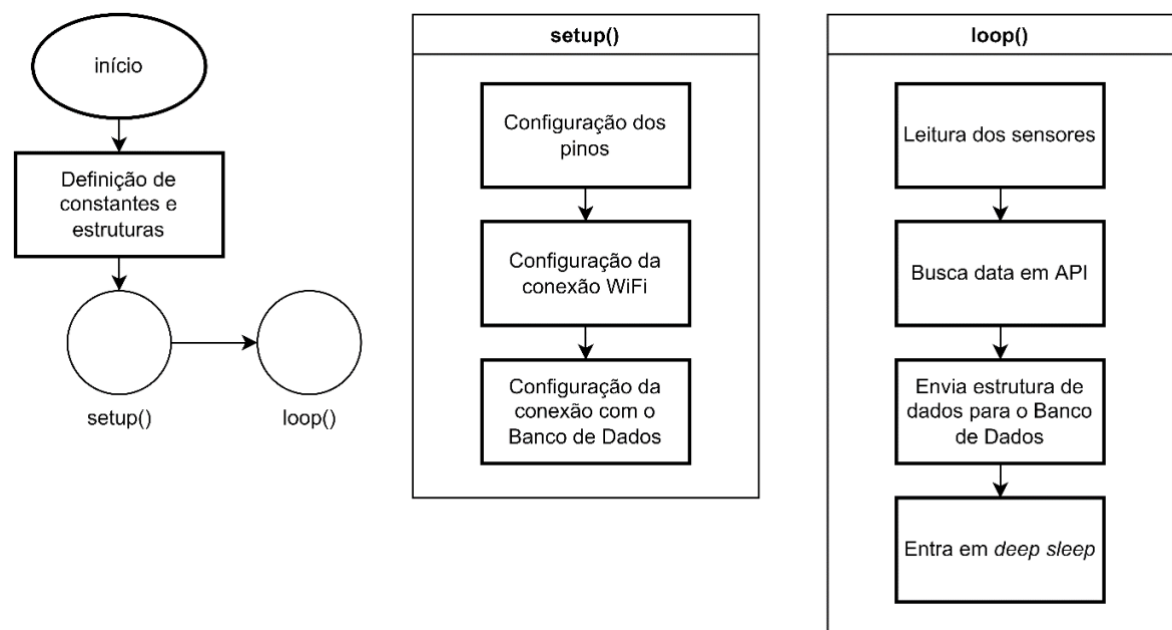 início
Definição de
constantes e
estruturas
setup()
loop()
setup()
Configuração dos
pinos
Configuração da
conexão WiFi
Configuração da
conexão com o
Banco de Dados
loop()
Leitura dos sensores
Busca data em API
Envia estrutura de
dados para o Banco
de Dados
Entra em deep sleep